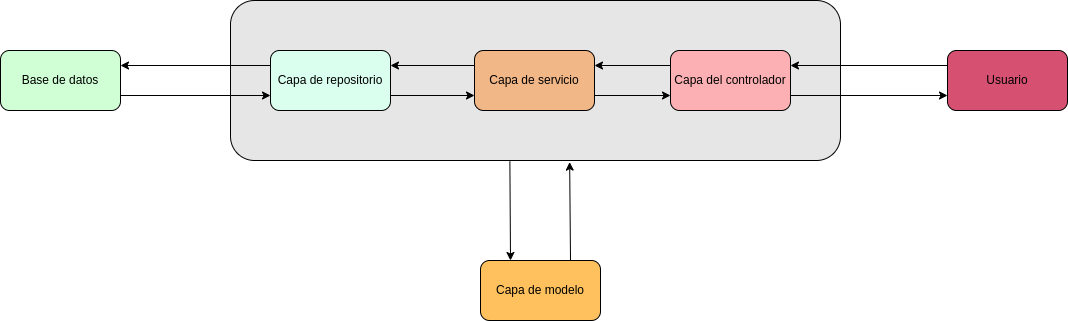 Base de datos
Capa de repositorio
Capa de servicio
Capa del controlador
Usuario
Capa de modelo